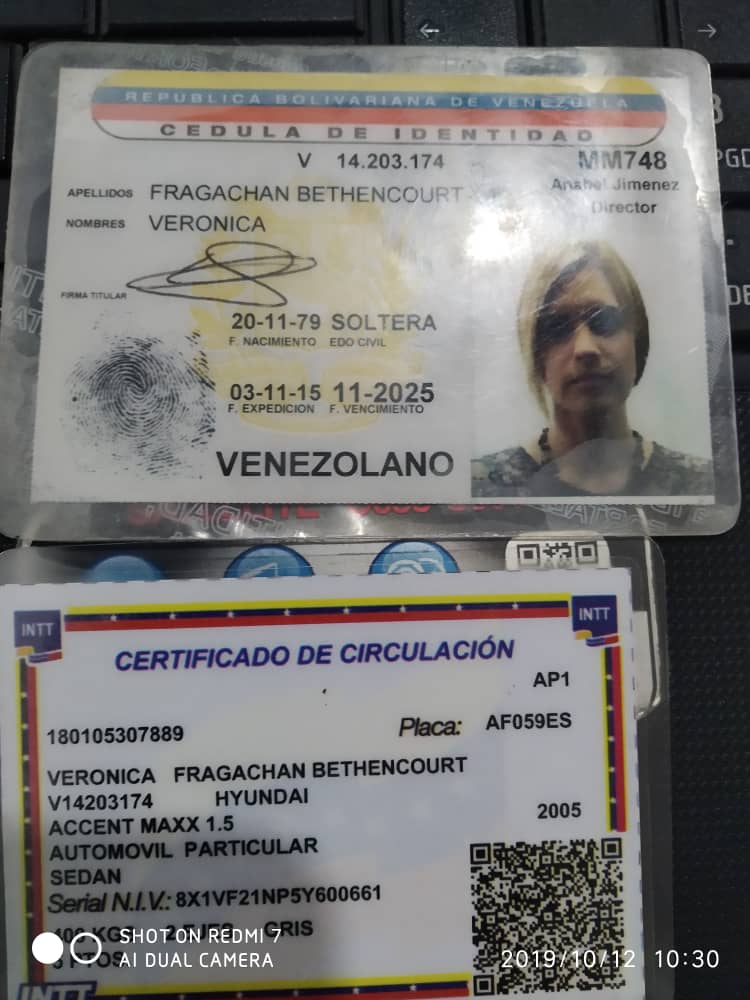 REPUBLICA BOLIVARIANA DE VENEZUELA
CEDULA DE IDENTIDAD
V 14.203.174 MM748
Anabel Jimenez
Director
APELLIDOS FRAGACHAN BETHENCOURT
NOMBRES VERONICA
FIRMA TITULAR
20-11-79 SOLTERA
F. NACIMIENTO EDO CIVIL
03-11-15 11-2025
F. EXPEDICION F. VENCIMIENTO
VENEZOLANO
INTT INTT
CERTIFICADO DE CIRCULACIÓN
AP1
180105307889 Placa: AF059ES
VERONICA FRAGACHAN BETHENCOURT
V14203174 HYUNDAI
ACCENT MAXX 1.5 2005
AUTOMOVIL PARTICULAR
SEDAN
Serial N.I.V.: 8X1VF21NP5Y600661
GRIS
INTT
SHOT ON REDMI 7
AI DUAL CAMERA
2019/10/12 10:30